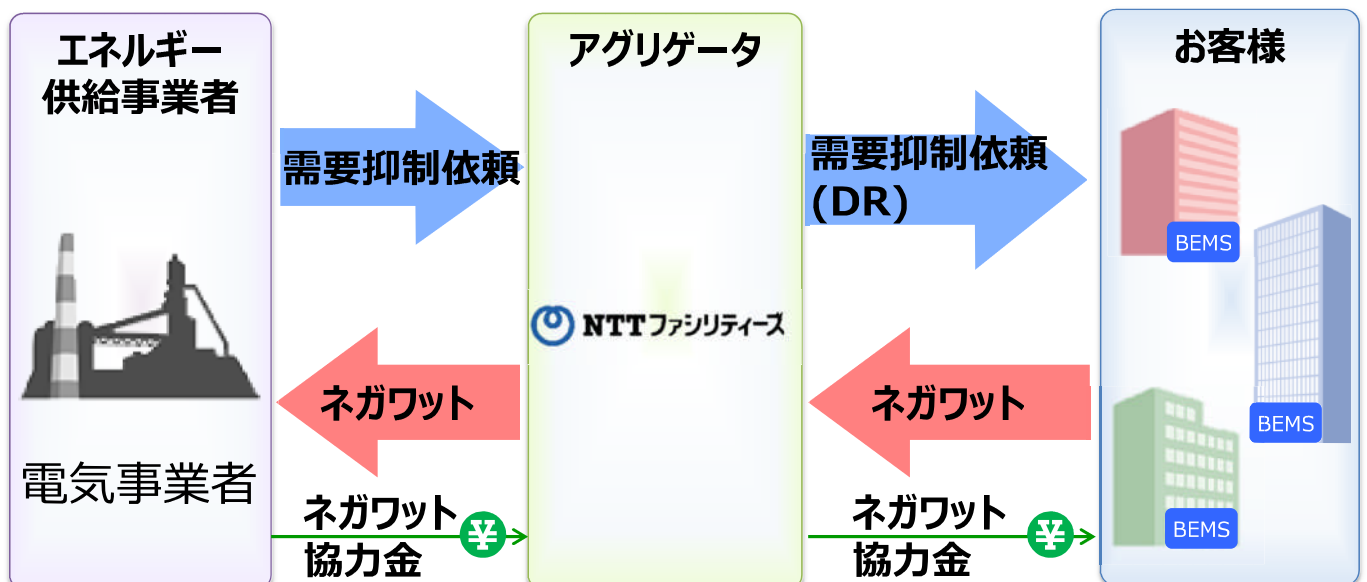 エネルギー
供給事業者
電気事業者
需要抑制依頼
ネガワット
ネガワット
協力金
¥
アグリゲータ
NTTファシリティーズ
需要抑制依頼
(DR)
ネガワット
ネガワット
協力金
¥
お客様
BEMS
BEMS
BEMS